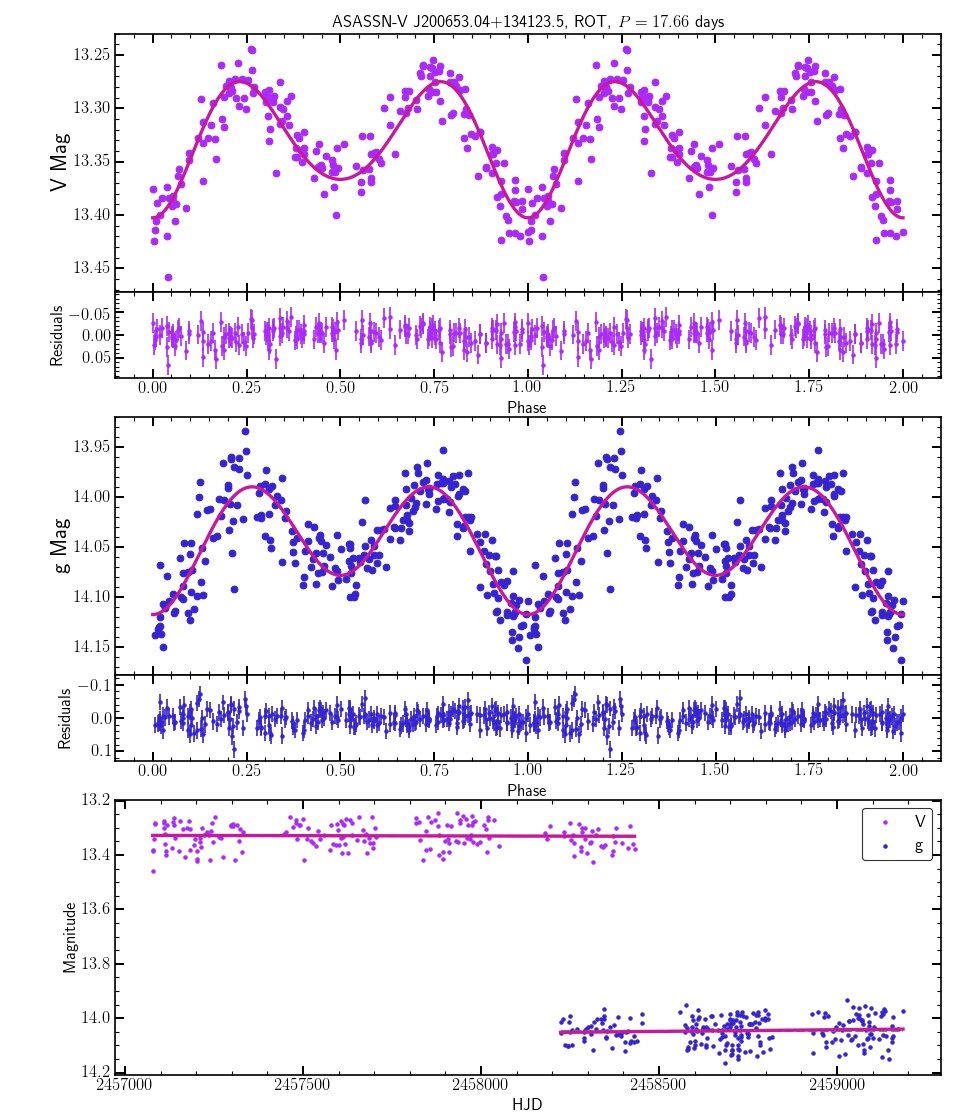 ASASSN-V J200653.04+134123.5, ROT, P = 17.66 days
V Mag
13.25
13.30
13.35
13.40
13.45
Residuals
−0.05
0.00
0.05
0.00 0.25 0.50 0.75 1.00 1.25 1.50 1.75 2.00
Phase
g Mag
13.95
14.00
14.05
14.10
14.15
Residuals
−0.1
0.0
0.1
0.00 0.25 0.50 0.75 1.00 1.25 1.50 1.75 2.00
Phase
Magnitude
13.2
13.4
13.6
13.8
14.0
14.2
V
g
2457000 2457500 2458000 2458500 2459000
HJD